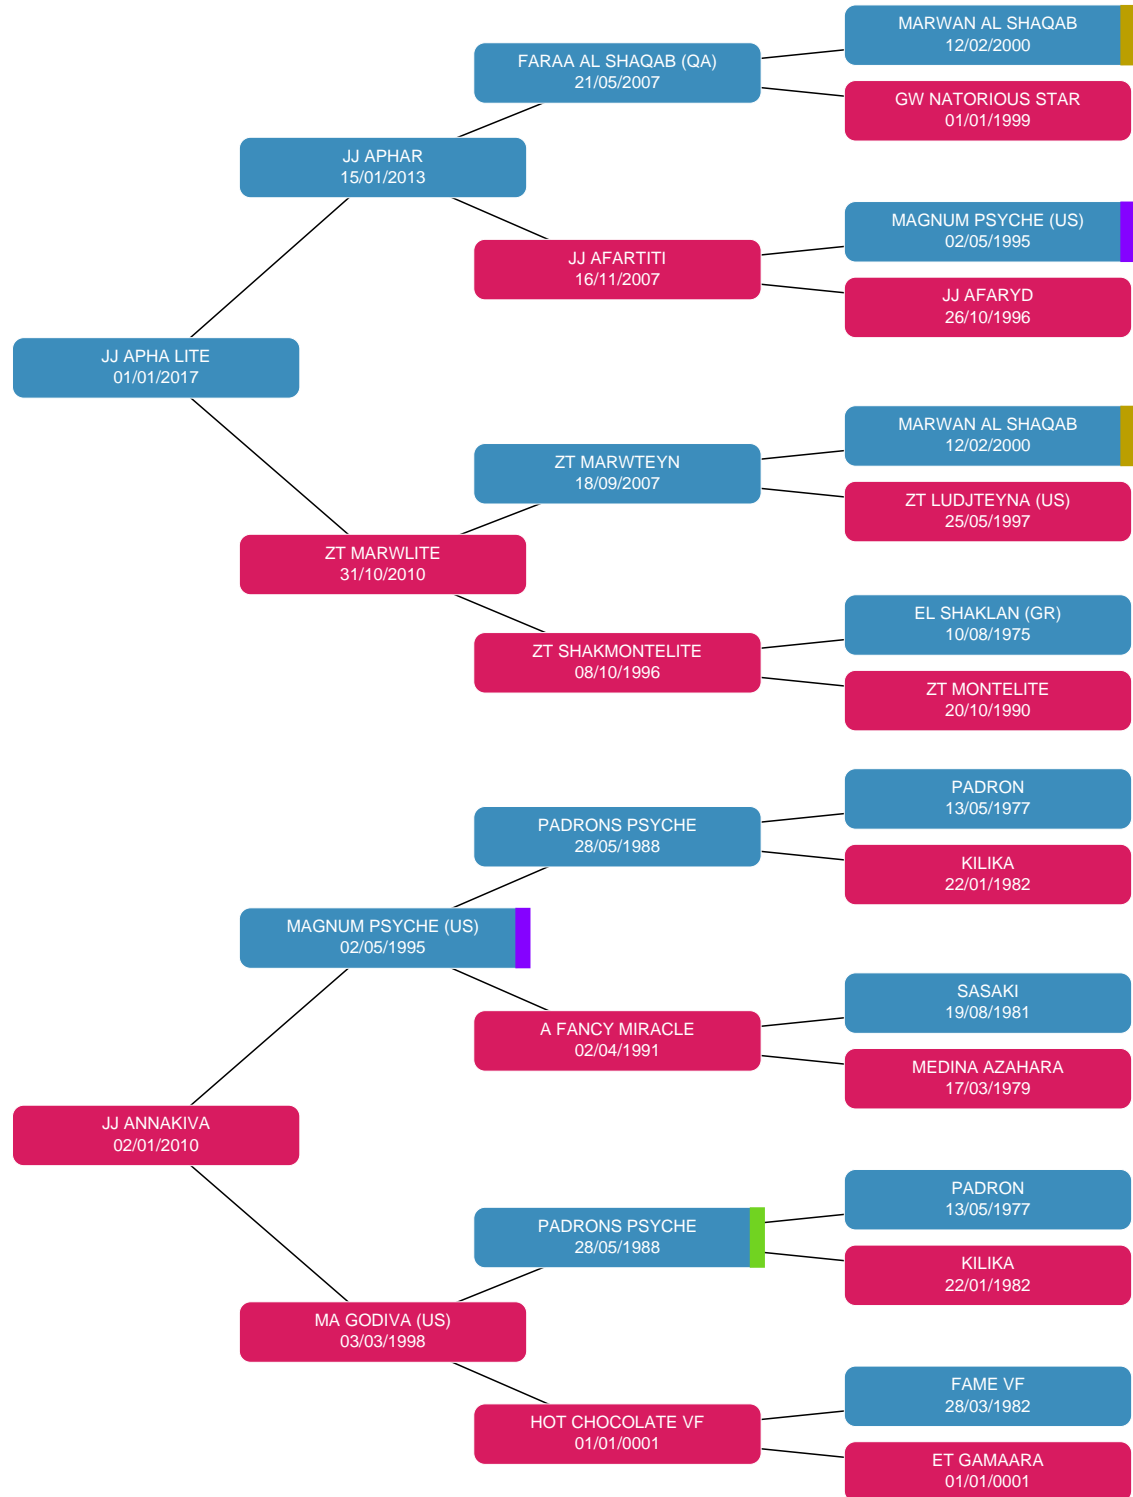 MARWAN AL SHAQAB
12/02/2000
FARAA AL SHAQAB (QA)
21/05/2007
GW NATORIOUS STAR
01/01/1999
JJ APHAR
15/01/2013
MAGNUM PSYCHE (US)
02/05/1995
JJ AFARTITI
16/11/2007
JJ AFARYD
26/10/1996
JJ APHA LITE
01/01/2017
MARWAN AL SHAQAB
12/02/2000
ZT MARWTEYN
18/09/2007
ZT LUDJTEYNA (US)
25/05/1997
ZT MARWLITE
31/10/2010
EL SHAKLAN (GR)
10/08/1975
ZT SHAKMONTELITE
08/10/1996
ZT MONTELITE
20/10/1990
PADRON
13/05/1977
PADRONS PSYCHE
28/05/1988
KILIKA
22/01/1982
MAGNUM PSYCHE (US)
02/05/1995
SASAKI
19/08/1981
A FANCY MIRACLE
02/04/1991
MEDINA AZAHARA
17/03/1979
JJ ANNAKIVA
02/01/2010
PADRON
13/05/1977
PADRONS PSYCHE
28/05/1988
KILIKA
22/01/1982
MA GODIVA (US)
03/03/1998
FAME VF
28/03/1982
HOT CHOCOLATE VF
01/01/0001
ET GAMAARA
01/01/0001